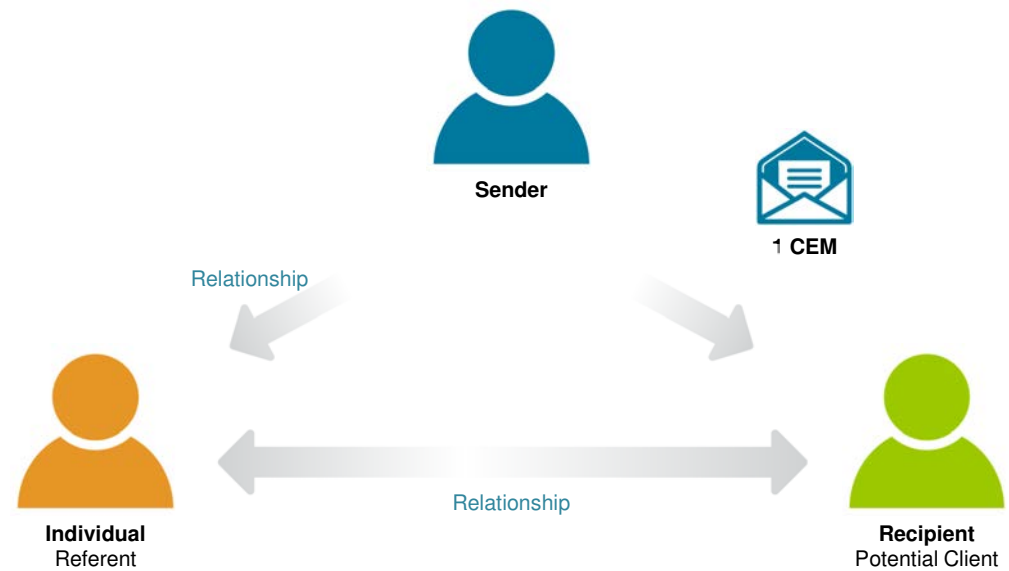 Sender
1 CEM
Relationship
Relationship
Individual
Referent
Recipient
Potential Client